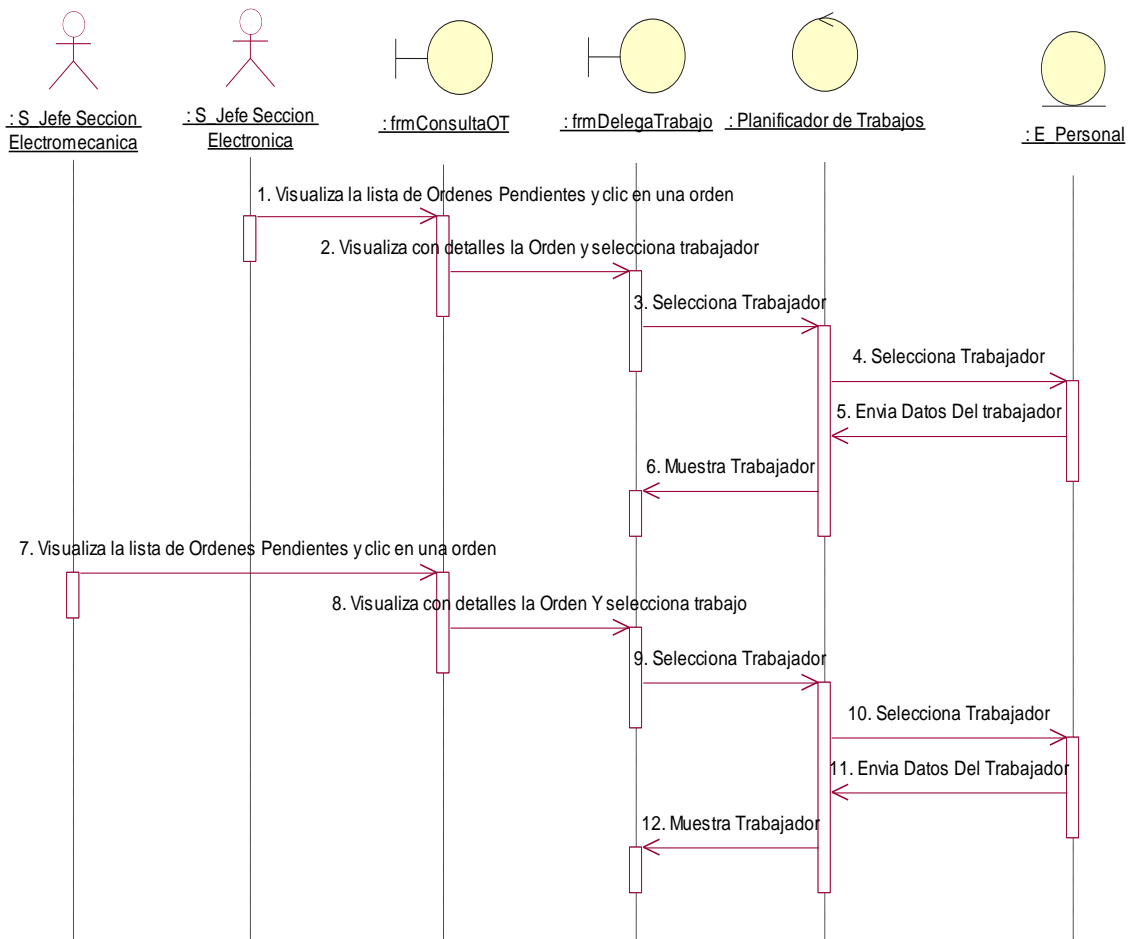 : S_Jefe Seccion
Electromecanica
: S_Jefe Seccion
Electronica
: frmConsultaOT
: frmDelegaTrabajo
: Planificador de Trabajos
: E_Personal
1. Visualiza la lista de Ordenes Pendientes y clic en una orden
2. Visualiza con detalles la Orden y selecciona trabajador
3. Selecciona Trabajador
4. Selecciona Trabajador
5. Envia Datos Del trabajador
6. Muestra Trabajador
7. Visualiza la lista de Ordenes Pendientes y clic en una orden
8. Visualiza con detalles la Orden Y selecciona trabajo
9. Selecciona Trabajador
10. Selecciona Trabajador
11. Envia Datos Del Trabajador
12. Muestra Trabajador